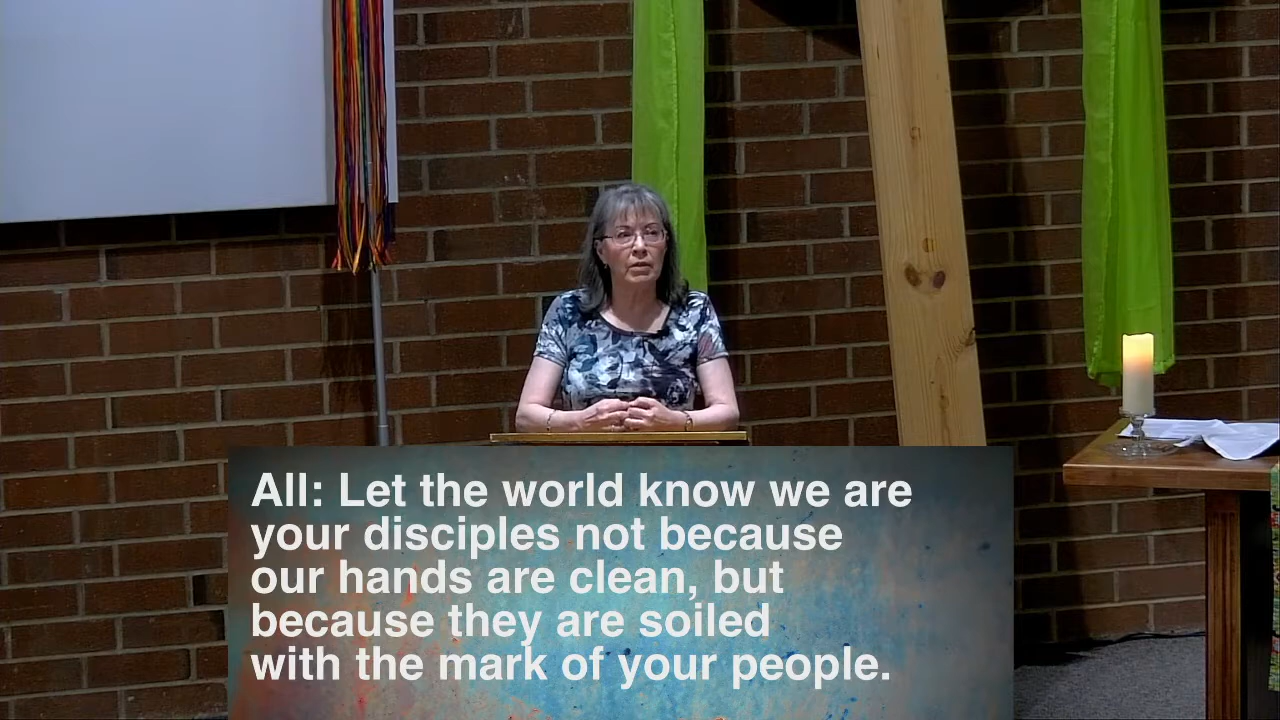 All: Let the world know we are
your disciples not because
our hands are clean, but
because they are soiled
with the mark of your people.